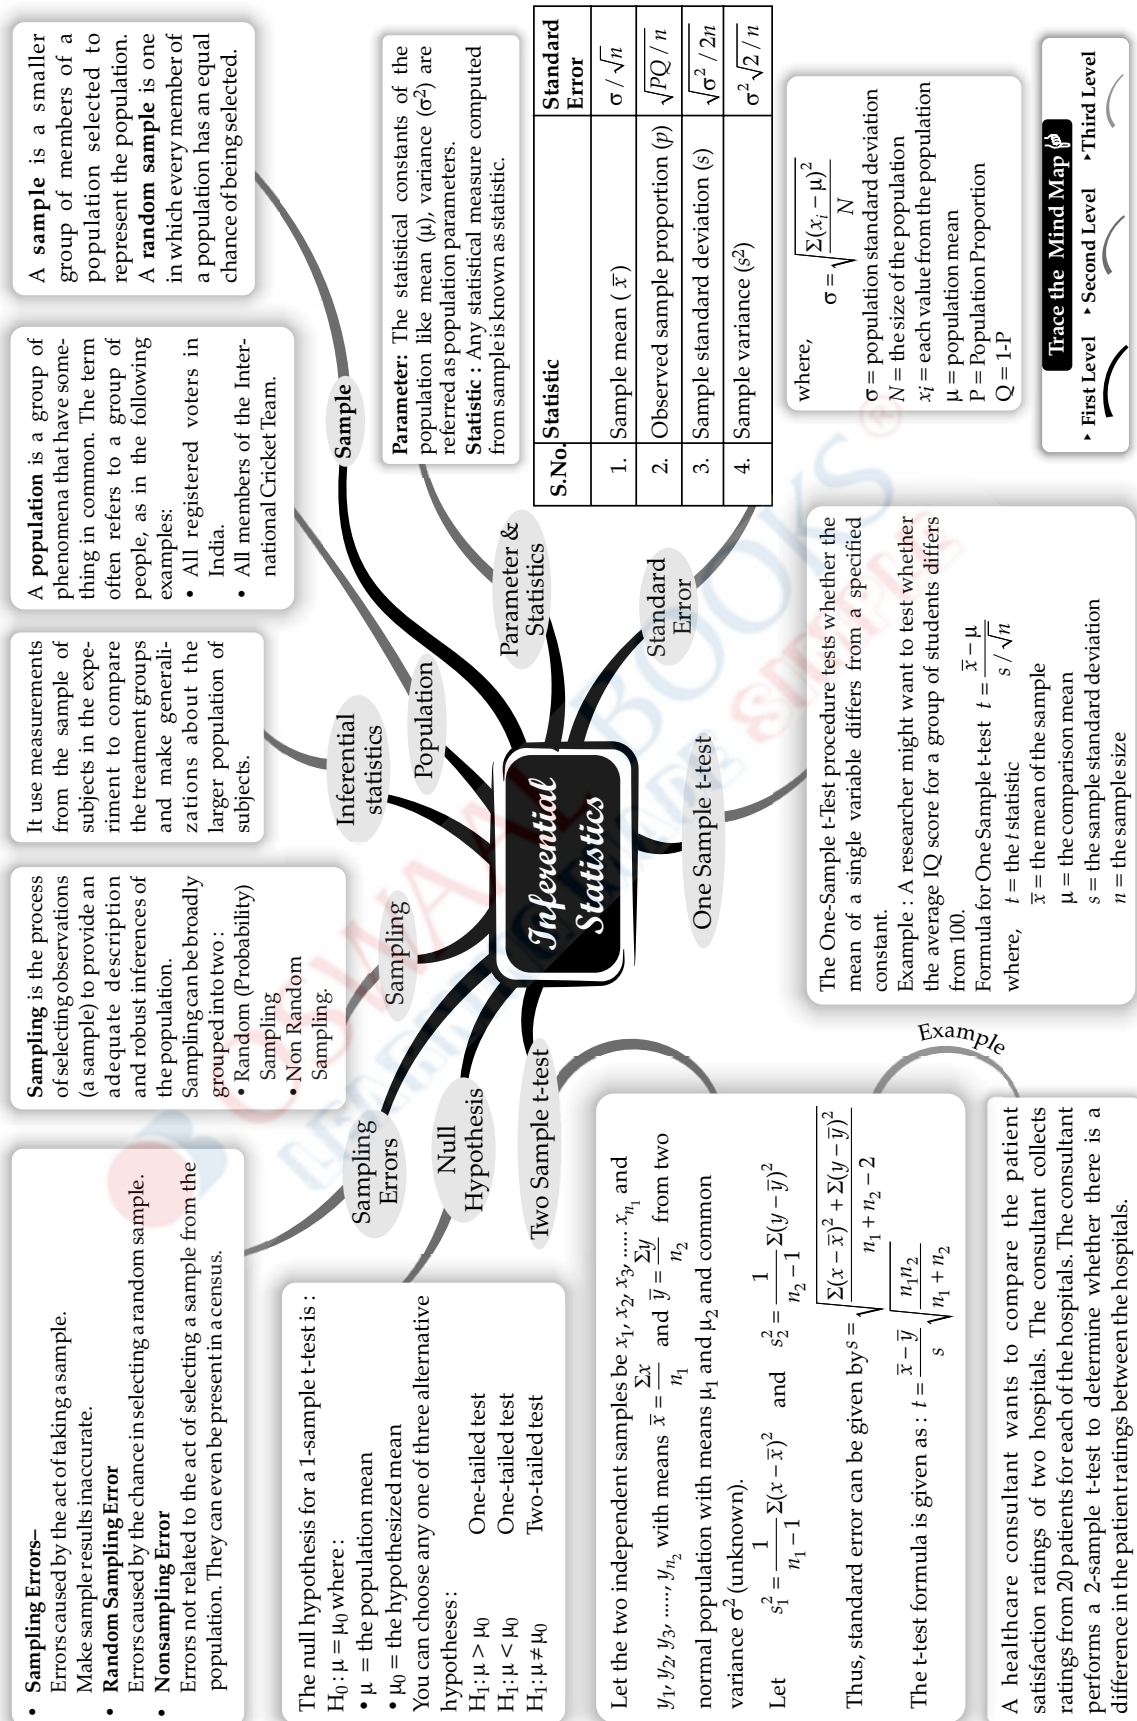 Inferential
Statistics
Sample
A sample is a smaller
group of members of a
population selected to
represent the population.
A random sample is one
in which every member of
a population has an equal
chance of being selected.
Population
A population is a group of
phenomena that have some-
thing in common. The term
often refers to a group of
people, as in the following
examples:
• All registered voters in
India.
• All members of the Inter-
national Cricket Team.
Inferential
statistics
It use measurements
from the sample of
subjects in the expe-
riment to compare
the treatment groups
and make generali-
zations about the
larger population of
subjects.
Sampling
Sampling is the process
of selecting observations
(a sample) to provide an
adequate description
and robust inferences of
the population.
Sampling can be broadly
grouped into two :
• Random (Probability)
Sampling
• Non Random
Sampling.
Sampling
Errors
• Sampling Errors–
Errors caused by the act of taking a sample.
Make sample results inaccurate.
• Random Sampling Error
Errors caused by the chance in selecting a random sample.
• Nonsampling Error
Errors not related to the act of selecting a sample from the
population. They can even be present in a census.
Null
Hypothesis
The null hypothesis for a 1-sample t-test is :
H₀ : μ = μ₀ where :
• μ = the population mean
• μ₀ = the hypothesized mean
You can choose any one of three alternative
hypotheses :
H₁ : μ > μ₀ One-tailed test
H₁ : μ < μ₀ One-tailed test
H₁ : μ ≠ μ₀ Two-tailed test
Two Sample t-test
Let the two independent samples be x₁, x₂, x₃, ..... xₙ₁ and
y₁, y₂, y₃, ....., yₙ₂ with means x̅ = Σx / n₁ and y̅ = Σy / n₂ from two
normal population with means μ₁ and μ₂ and common
variance σ² (unknown).
Let s₁² = 1/(n₁ – 1) Σ(x – x̅)² and s₂² = 1/(n₂ – 1) Σ(y – y̅)²
Thus, standard error can be given by s = √((Σ(x – x̅)² + Σ(y – y̅)²) / (n₁ + n₂ – 2))
The t-test formula is given as : t = (x̅ – y̅)/s √(n₁n₂ / (n₁ + n₂))
Example
A healthcare consultant wants to compare the patient
satisfaction ratings of two hospitals. The consultant collects
ratings from 20 patients for each of the hospitals. The consultant
performs a 2-sample t-test to determine whether there is a
difference in the patient ratings between the hospitals.
Parameter &
Statistics
Parameter: The statistical constants of the
population like mean (μ), variance (σ²) are
referred as population parameters.
Statistic : Any statistical measure computed
from sample is known as statistic.
Standard
Error
S.No. Statistic Standard Error
1. Sample mean ( x̅ ) σ / √n
2. Observed sample proportion (p) √(PQ / n)
3. Sample standard deviation (s) √(σ² / 2n)
4. Sample variance (s²) σ² √(2 / n)
where, σ = √(Σ(xᵢ – μ)² / N)
σ = population standard deviation
N = the size of the population
xᵢ = each value from the population
μ = population mean
P = Population Proportion
Q = 1-P
One Sample t-test
The One-Sample t-Test procedure tests whether the
mean of a single variable differs from a specified
constant.
Example : A researcher might want to test whether
the average IQ score for a group of students differs
from 100.
Formula for One Sample t-test t = (x̅ – μ) / (s / √n)
where, t = the t statistic
x̅ = the mean of the sample
μ = the comparison mean
s = the sample standard deviation
n = the sample size
Trace the Mind Map
▸ First Level ▸ Second Level ▸ Third Level
OSWAAL BOOKS ®
LEARNING MADE SIMPLE